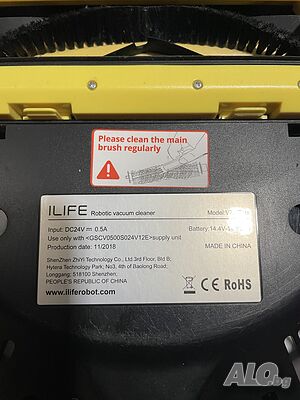 Please clean the main
brush regularly
ILIFE Robotic vacuum cleaner
Input: DC24V⎓ 0.5A Battery:14.4V
Use only with <GSCV0500S024V12E> supply unit
Production date: 11/2018 MADE IN CHINA
ShenZhen ZhiYi Technology Co., Ltd 3rd Floor, Bld B;
Hytera Technology Park; No3, 4th of Baolong Road;
Longgang; 518100 Shenzhen;
PEOPLE'S REPUBLIC OF CHINA
www.iliferobot.com
CE RoHS
ALO.bg